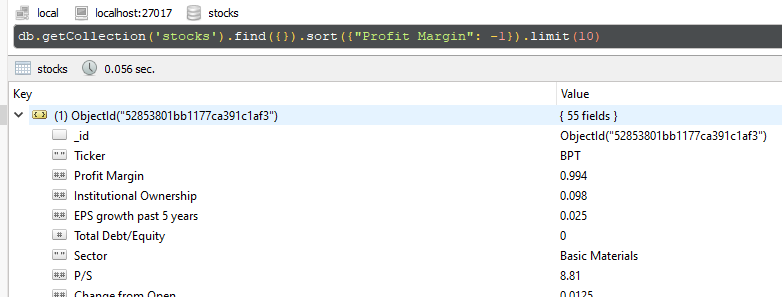 local localhost:27017 stocks
db.getCollection('stocks').find({}).sort({"Profit Margin": -1}).limit(10)
stocks 0.056 sec.
Key Value
(1) ObjectId("52853801bb1177ca391c1af3") { 55 fields }
_id ObjectId("52853801bb1177ca391c1af3")
" " Ticker BPT
#.# Profit Margin 0.994
#.# Institutional Ownership 0.098
#.# EPS growth past 5 years 0.025
# Total Debt/Equity 0
" " Sector Basic Materials
#.# P/S 8.81
#.# Change from Open 0.0125